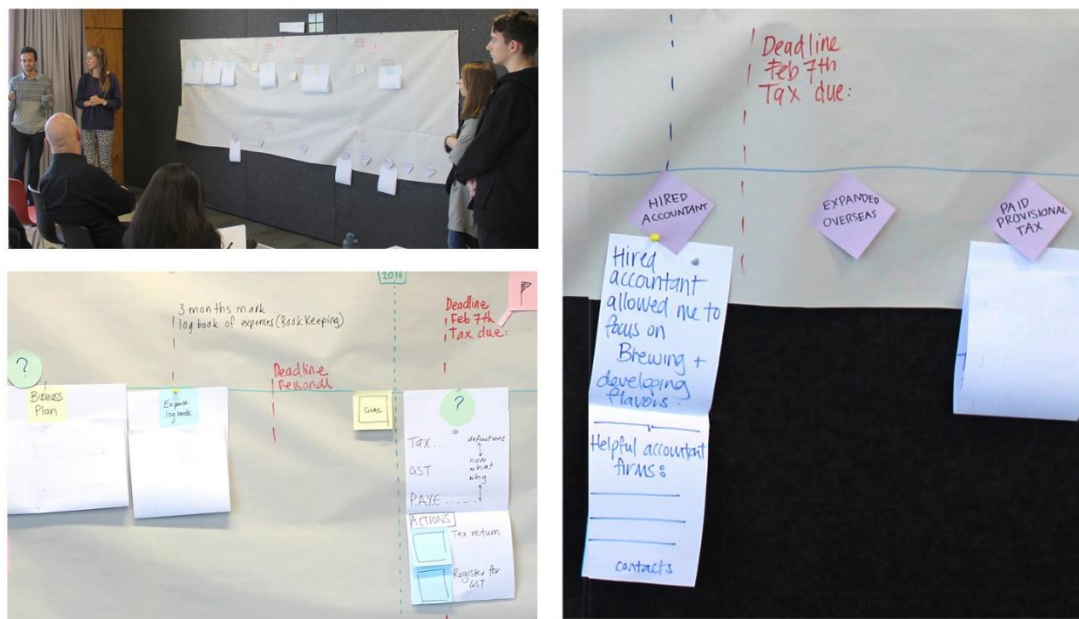 2016
3 months mark
log book of expenses (Book Keeping)
Deadline
Feb 7th
Tax due:
?
Deadline
Personal
Business
Plan
Expense
log book
GOAL
?
Tax ..... definitions
how
GST ...... what
why
P.A.Y.E .....
ACTIONS
Tax return
Register for
GST
Deadline
Feb 7th
Tax due:
HIRED
ACCOUNTANT
EXPANDED
OVERSEAS
PAID
PROVISIONAL
TAX
Hired
accountant
allowed me to
focus on
Brewing +
developing
flavors.
Helpful accountant
firms:
contacts